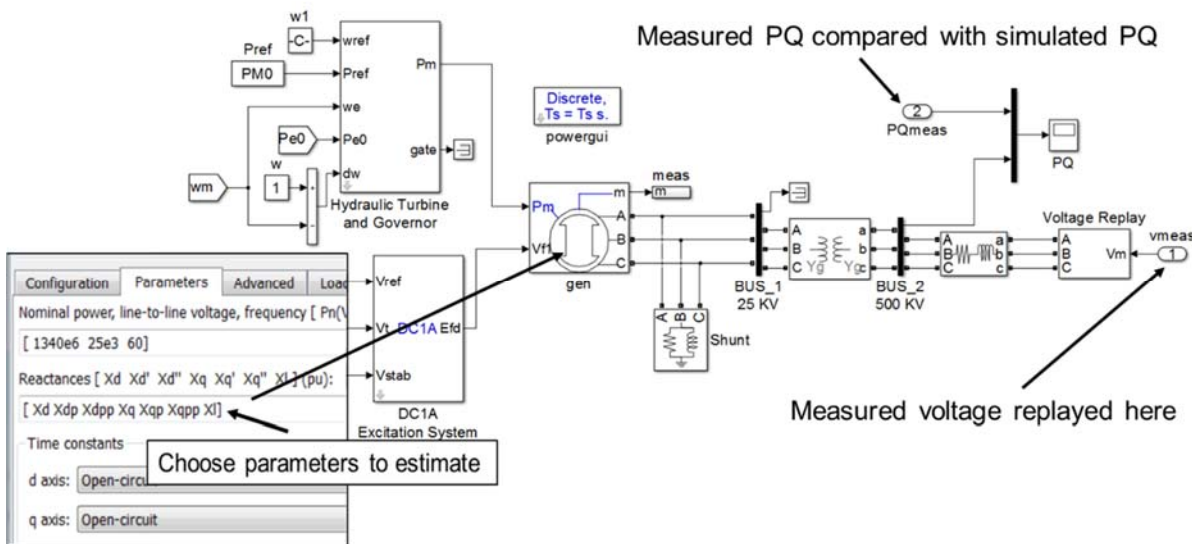 w1
-C-
Pref
PM0
wref
Pref
we
Pe0
dw
Pm
gate
Pe0
w
1
wm
Hydraulic Turbine
and Governor
Discrete,
Ts = Ts s.
powergui
Measured PQ compared with simulated PQ
2
PQmeas
PQ
meas
m
Pm
Vf1
m
A
B
C
gen
BUS_1
25 KV
A
B
C
Yg
Yg
a
b
c
BUS_2
500 KV
A
B
C
a
b
c
Voltage Replay
A
B
C
Vm
vmeas
1
A B C
Shunt
Measured voltage replayed here
Vref
Vt
Vstab
DC1A
Efd
DC1A
Excitation System
Configuration
Parameters
Advanced
Nominal power, line-to-line voltage, frequency [ Pn(V
[ 1340e6 25e3 60]
Reactances [ Xd Xd' Xd'' Xq Xq' Xq'' Xl ] (pu):
[ Xd Xdp Xdpp Xq Xqp Xqpp Xl]
Time constants
Choose parameters to estimate
d axis: Open-circuit
q axis: Open-circuit